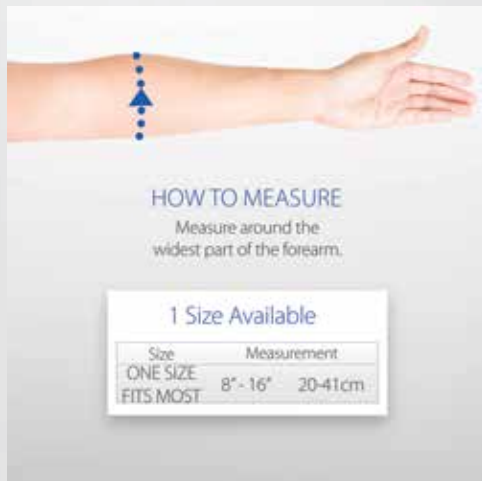 HOW TO MEASURE
Measure around the
widest part of the forearm.
1 Size Available
Size Measurement
ONE SIZE
FITS MOST 8" - 16" 20-41cm